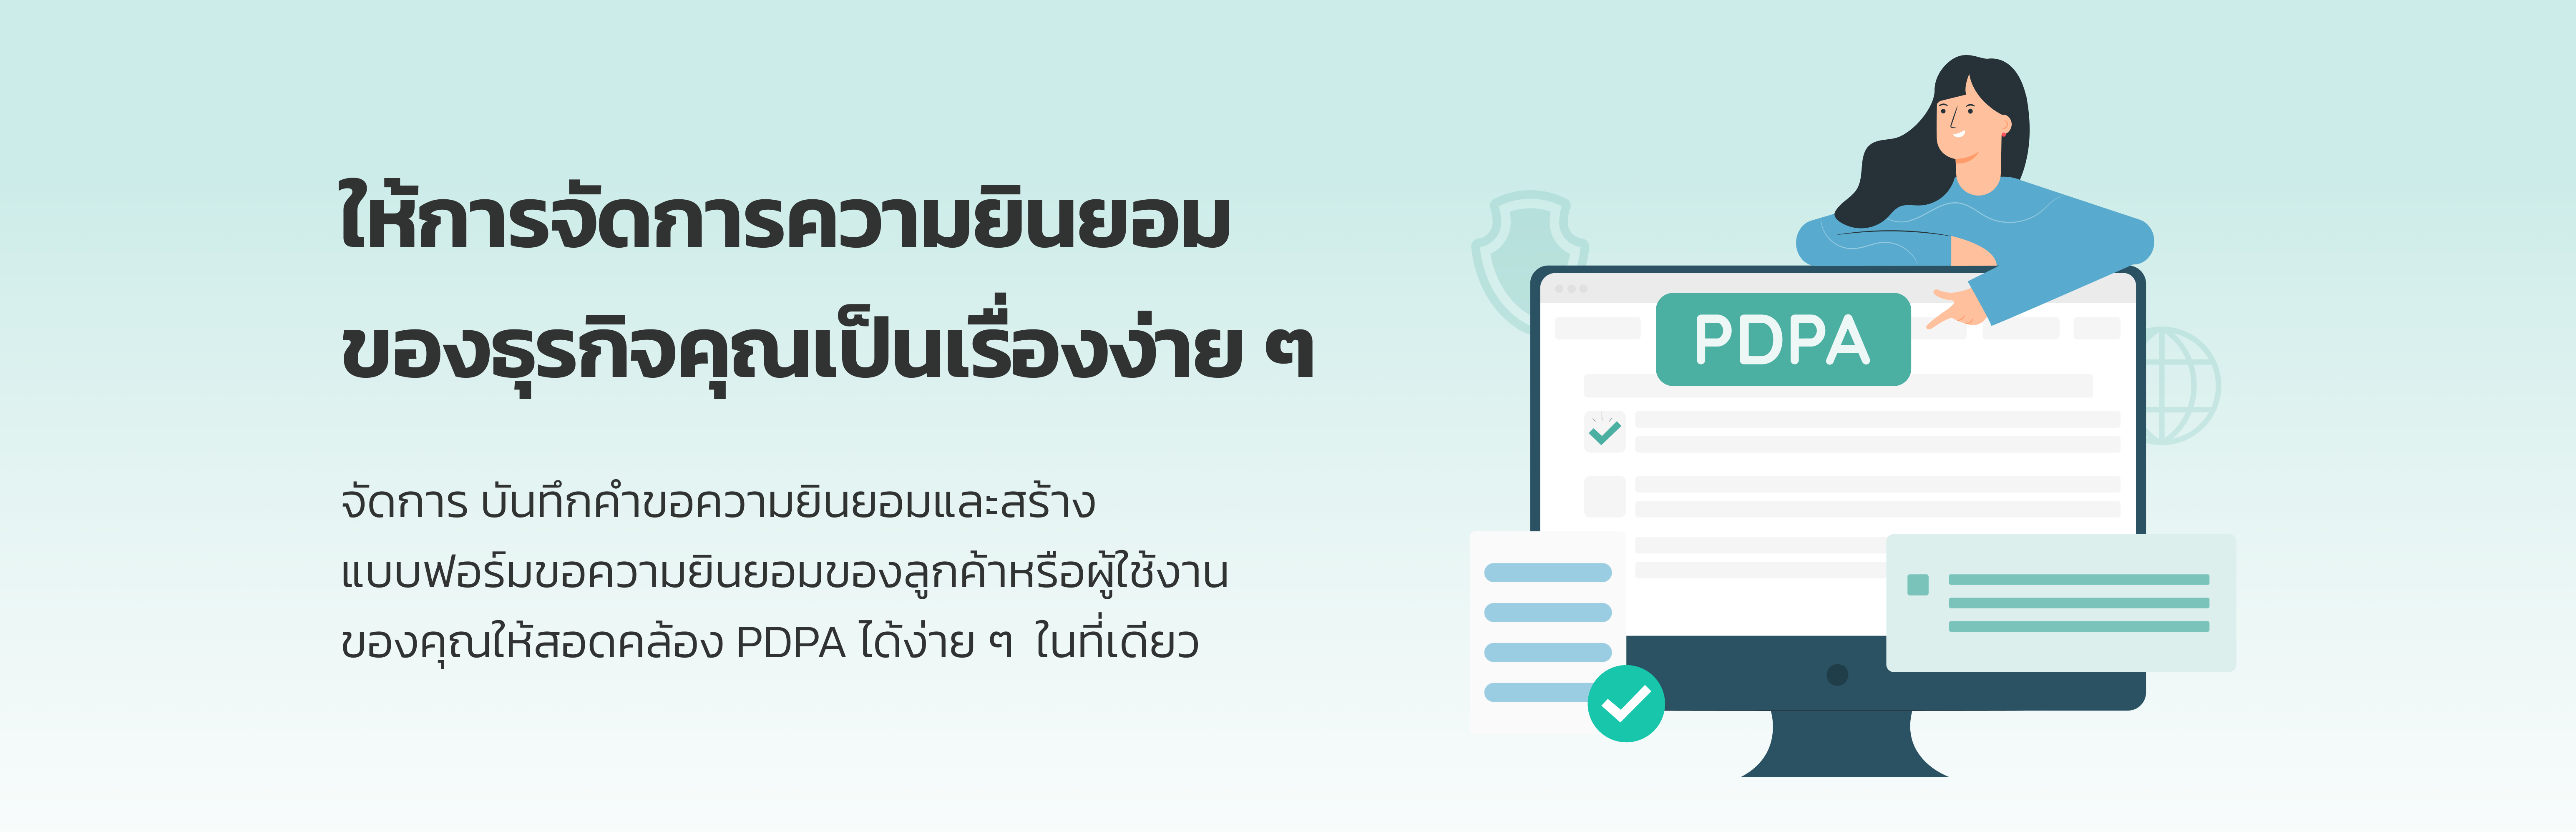 ให้การจัดการความยินยอม
ของธุรกิจคุณเป็นเรื่องง่าย ๆ
จัดการ บันทึกคำขอความยินยอมและสร้าง
แบบฟอร์มขอความยินยอมของลูกค้าหรือผู้ใช้งาน
ของคุณให้สอดคล้อง PDPA ได้ง่าย ๆ ในที่เดียว
PDPA